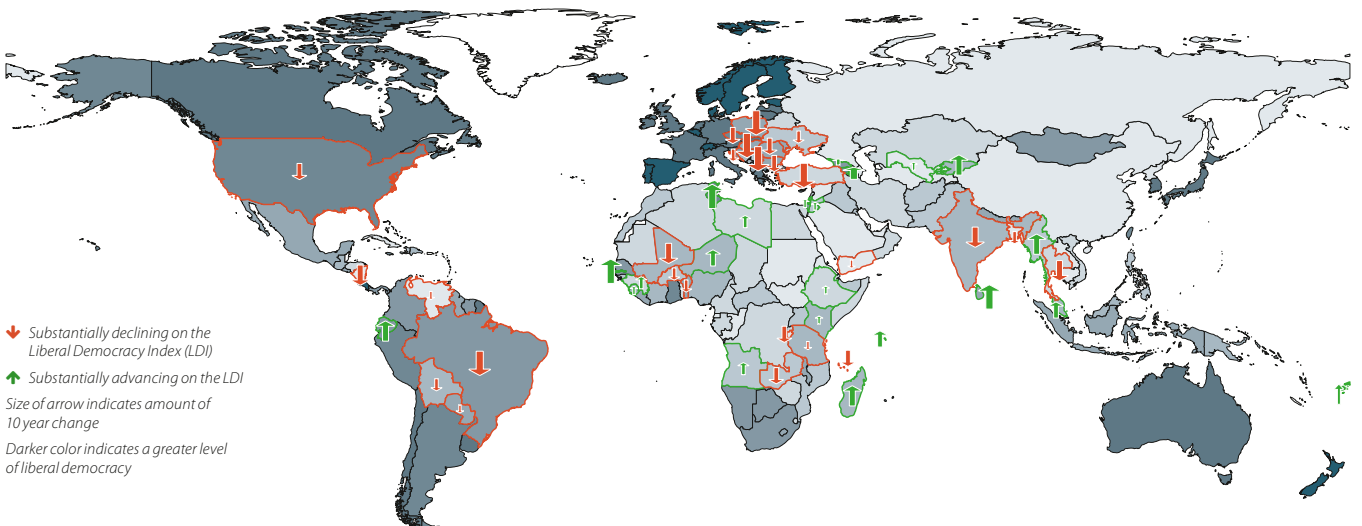 Substantially declining on the
Liberal Democracy Index (LDI)
Substantially advancing on the LDI
Size of arrow indicates amount of
10 year change
Darker color indicates a greater level
of liberal democracy